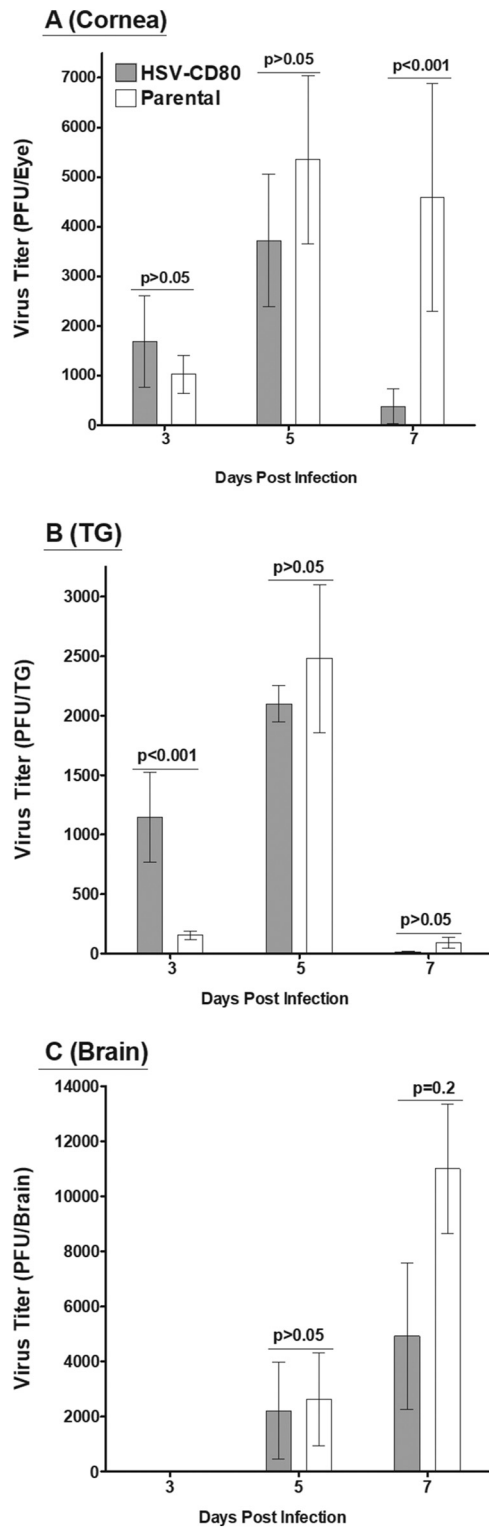 A (Cornea)
HSV-CD80
Parental
Virus Titer (PFU/Eye)
7000
6000
5000
4000
3000
2000
1000
0
p>0.05
p>0.05
p<0.001
3 5 7
Days Post Infection
B (TG)
Virus Titer (PFU/TG)
3000
2500
2000
1500
1000
500
0
p<0.001
p>0.05
p>0.05
3 5 7
Days Post Infection
C (Brain)
Virus Titer (PFU/Brain)
14000
12000
10000
8000
6000
4000
2000
0
p>0.05
p=0.2
3 5 7
Days Post Infection